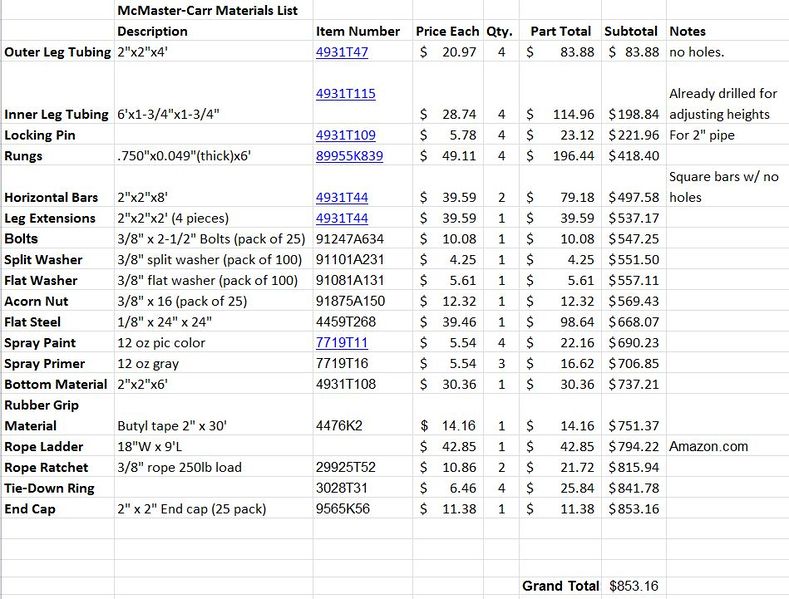 McMaster-Carr Materials List
Description Item Number Price Each Qty. Part Total Subtotal Notes
Outer Leg Tubing 2"x2"x4' 4931T47 $ 20.97 4 $ 83.88 $ 83.88 no holes.
4931T115 Already drilled for
Inner Leg Tubing 6'x1-3/4"x1-3/4" $ 28.74 4 $ 114.96 $198.84 adjusting heights
Locking Pin 4931T109 $ 5.78 4 $ 23.12 $221.96 For 2" pipe
Rungs .750"x0.049"(thick)x6' 89955K839 $ 49.11 4 $ 196.44 $418.40
Square bars w/ no
Horizontal Bars 2"x2"x8' 4931T44 $ 39.59 2 $ 79.18 $497.58 holes
Leg Extensions 2"x2"x2' (4 pieces) 4931T44 $ 39.59 1 $ 39.59 $537.17
Bolts 3/8" x 2-1/2" Bolts (pack of 25) 91247A634 $ 10.08 1 $ 10.08 $547.25
Split Washer 3/8" split washer (pack of 100) 91101A231 $ 4.25 1 $ 4.25 $551.50
Flat Washer 3/8" flat washer (pack of 100) 91081A131 $ 5.61 1 $ 5.61 $557.11
Acorn Nut 3/8" x 16 (pack of 25) 91875A150 $ 12.32 1 $ 12.32 $569.43
Flat Steel 1/8" x 24" x 24" 4459T268 $ 39.46 1 $ 98.64 $668.07
Spray Paint 12 oz pic color 7719T11 $ 5.54 4 $ 22.16 $690.23
Spray Primer 12 oz gray 7719T16 $ 5.54 3 $ 16.62 $706.85
Bottom Material 2"x2"x6' 4931T108 $ 30.36 1 $ 30.36 $737.21
Rubber Grip
Material Butyl tape 2" x 30' 4476K2 $ 14.16 1 $ 14.16 $751.37
Rope Ladder 18"W x 9'L $ 42.85 1 $ 42.85 $794.22 Amazon.com
Rope Ratchet 3/8" rope 250lb load 29925T52 $ 10.86 2 $ 21.72 $815.94
Tie-Down Ring 3028T31 $ 6.46 4 $ 25.84 $841.78
End Cap 2" x 2" End cap (25 pack) 9565K56 $ 11.38 1 $ 11.38 $853.16
Grand Total $853.16